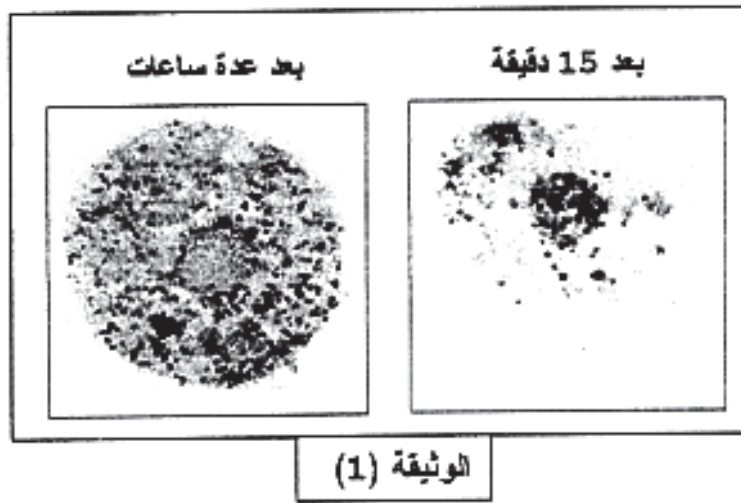 بعد 15 دقيقة
بعد عدة ساعات
الوثيقة (1)